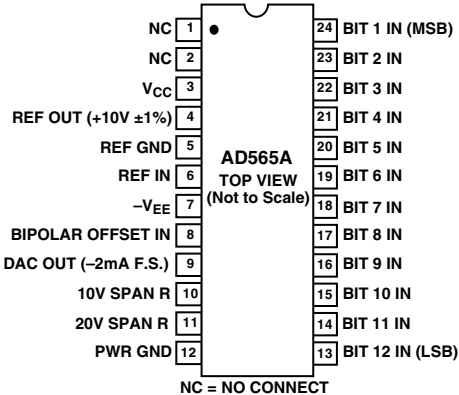 NC 1
NC 2
VCC 3
REF OUT (+10V ±1%) 4
REF GND 5
REF IN 6
–VEE 7
BIPOLAR OFFSET IN 8
DAC OUT (–2mA F.S.) 9
10V SPAN R 10
20V SPAN R 11
PWR GND 12
AD565A
TOP VIEW
(Not to Scale)
24 BIT 1 IN (MSB)
23 BIT 2 IN
22 BIT 3 IN
21 BIT 4 IN
20 BIT 5 IN
19 BIT 6 IN
18 BIT 7 IN
17 BIT 8 IN
16 BIT 9 IN
15 BIT 10 IN
14 BIT 11 IN
13 BIT 12 IN (LSB)
NC = NO CONNECT